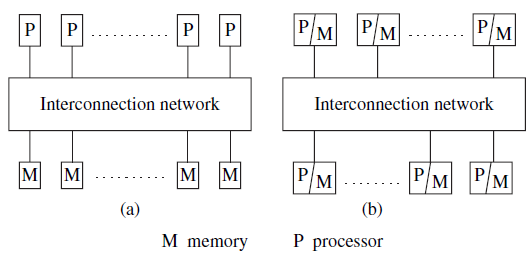 P P .......... P P
Interconnection network
M M .......... M M
(a)
P/M P/M ....... P/M
Interconnection network
P/M ....... P/M P/M
(b)
M memory P processor